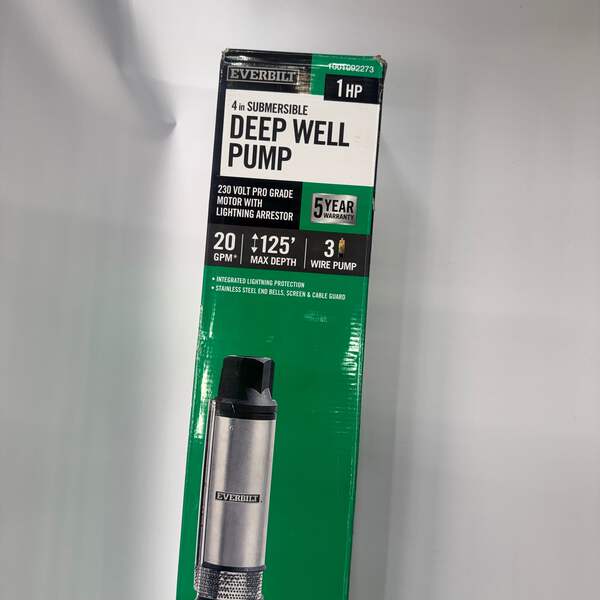 EVERBILT
1001092273
1 HP
4 in SUBMERSIBLE
DEEP WELL
PUMP
230 VOLT PRO GRADE
MOTOR WITH
LIGHTNING ARRESTOR
5 YEAR
WARRANTY
20
GPM*
125'
MAX DEPTH
3
WIRE PUMP
• INTEGRATED LIGHTNING PROTECTION
• STAINLESS STEEL END BELLS, SCREEN & CABLE GUARD
EVERBILT